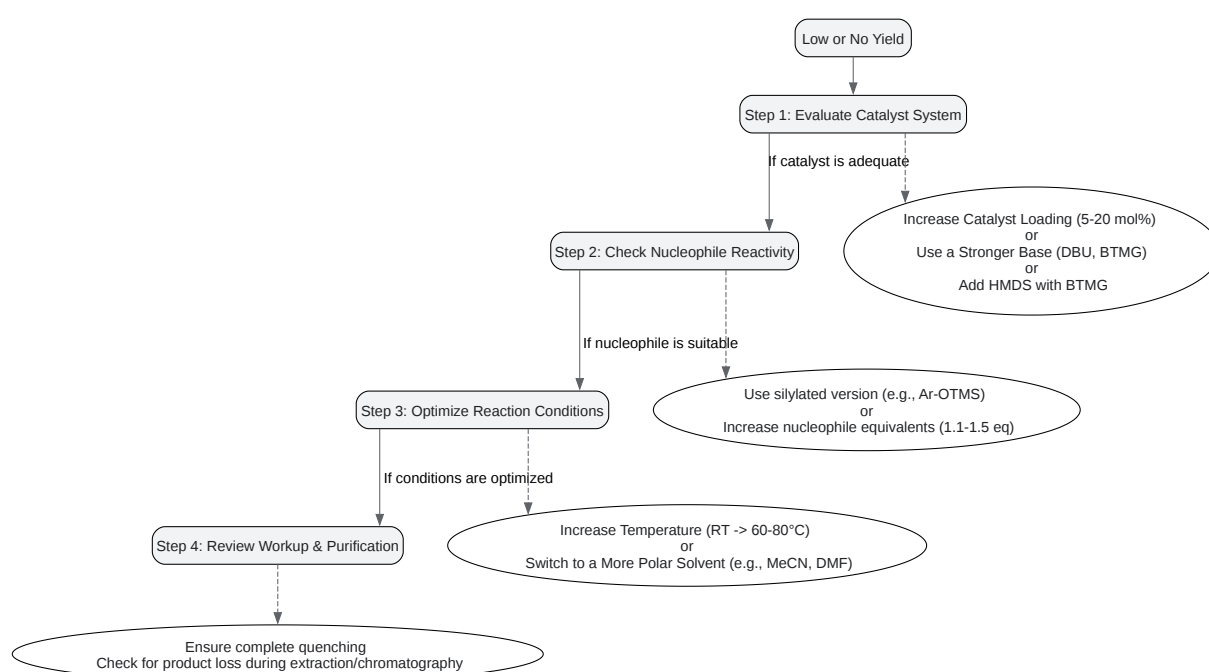 Low or No Yield
Step 1: Evaluate Catalyst System
If catalyst is adequate
Increase Catalyst Loading (5-20 mol%)
or
Use a Stronger Base (DBU, BTMG)
or
Add HMDS with BTMG
Step 2: Check Nucleophile Reactivity
If nucleophile is suitable
Use silylated version (e.g., Ar-OTMS)
or
Increase nucleophile equivalents (1.1-1.5 eq)
Step 3: Optimize Reaction Conditions
If conditions are optimized
Increase Temperature (RT -> 60-80°C)
or
Switch to a More Polar Solvent (e.g., MeCN, DMF)
Step 4: Review Workup & Purification
Ensure complete quenching
Check for product loss during extraction/chromatography